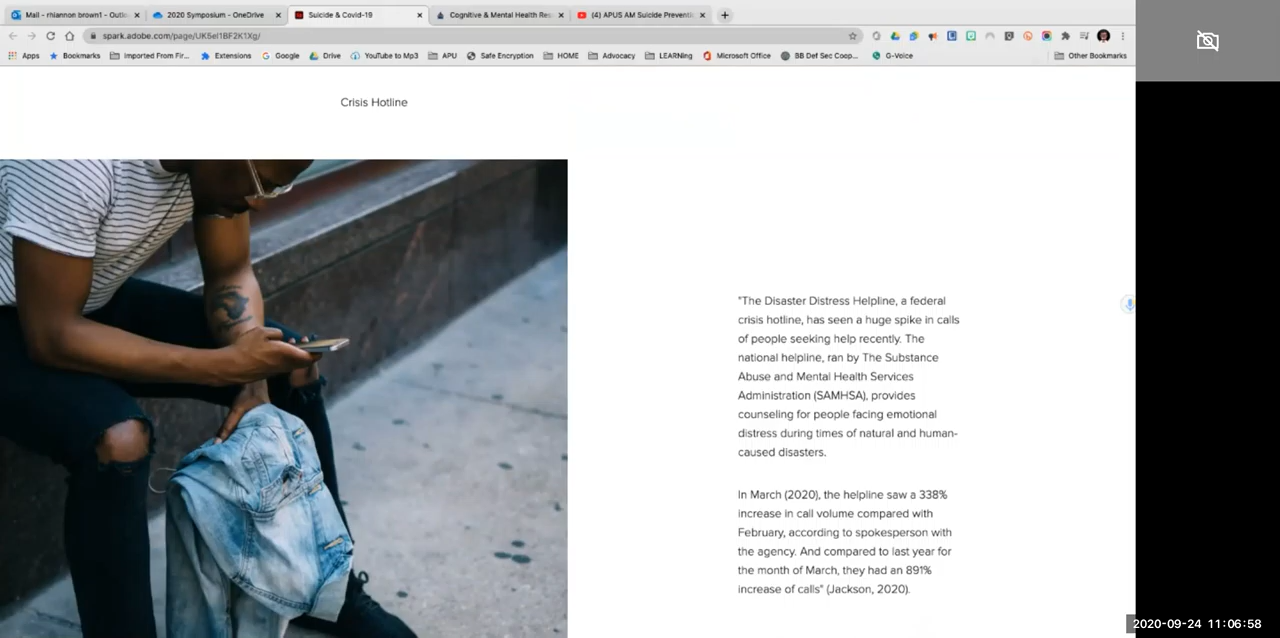 Mail - rhiannon brown1 - Outlo
2020 Symposium - OneDrive
Suicide & Covid-19
Cognitive & Mental Health Res
(4) APUS AM Suicide Preventi
spark.adobe.com/page/UK5eI1BF2K1Xg/
Apps
Bookmarks
Imported From Fir...
Extensions
Google
Drive
YouTube to Mp3
APU
Safe Encryption
HOME
Advocacy
LEARNing
Microsoft Office
BB Def Sec Coop...
G-Voice
Other Bookmarks
Crisis Hotline
"The Disaster Distress Helpline, a federal
crisis hotline, has seen a huge spike in calls
of people seeking help recently. The
national helpline, ran by The Substance
Abuse and Mental Health Services
Administration (SAMHSA), provides
counseling for people facing emotional
distress during times of natural and human-
caused disasters.
In March (2020), the helpline saw a 338%
increase in call volume compared with
February, according to spokesperson with
the agency. And compared to last year for
the month of March, they had an 891%
increase of calls" (Jackson, 2020).
2020-09-24 11:06:58